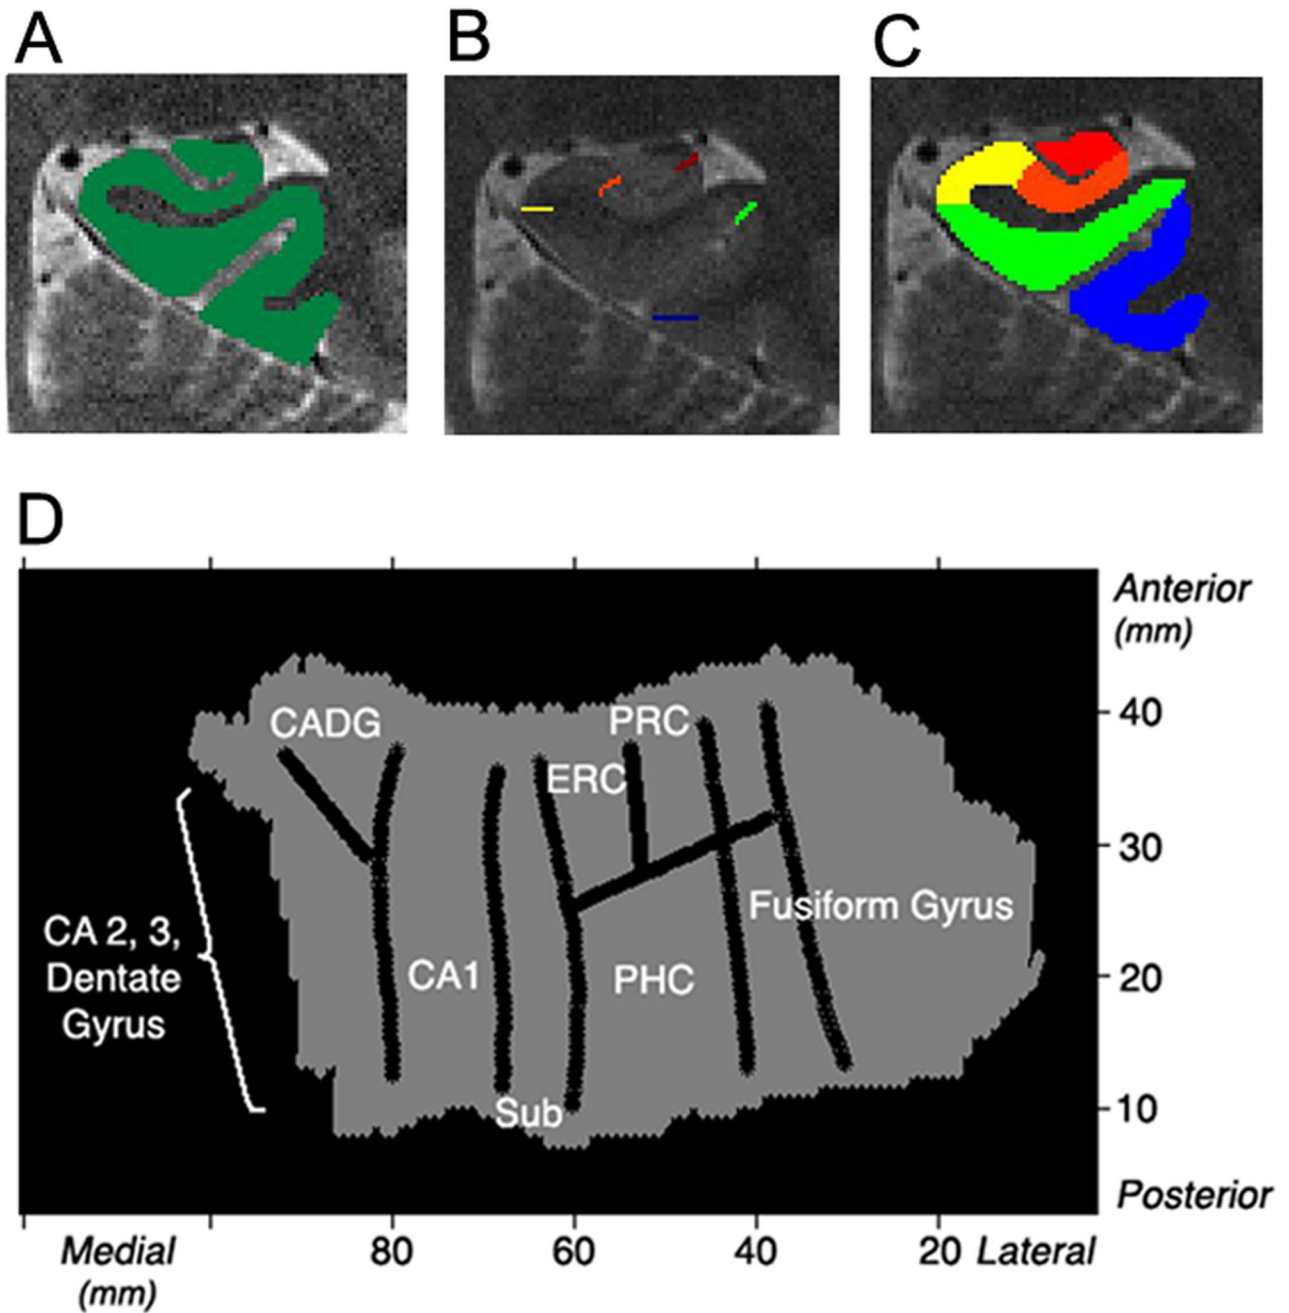 A
B
C
D
Anterior
(mm)
CADG
PRC
40
ERC
30
Fusiform Gyrus
CA 2, 3,
Dentate
Gyrus
CA1
PHC
20
Sub
10
Posterior
Medial
(mm)
80
60
40
20
Lateral